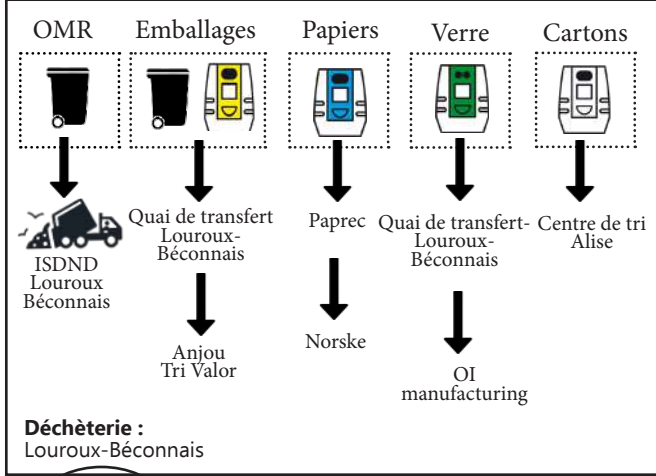 OMR
Emballages
Papiers
Verre
Cartons
ISDND
Louroux
Béconnais
Quai de transfert
Louroux-
Béconnais
Anjou
Tri Valor
Paprec
Norske
Quai de transfert-
Louroux-
Béconnais
OI
manufacturing
Centre de tri
Alise
Déchèterie :
Louroux-Béconnais